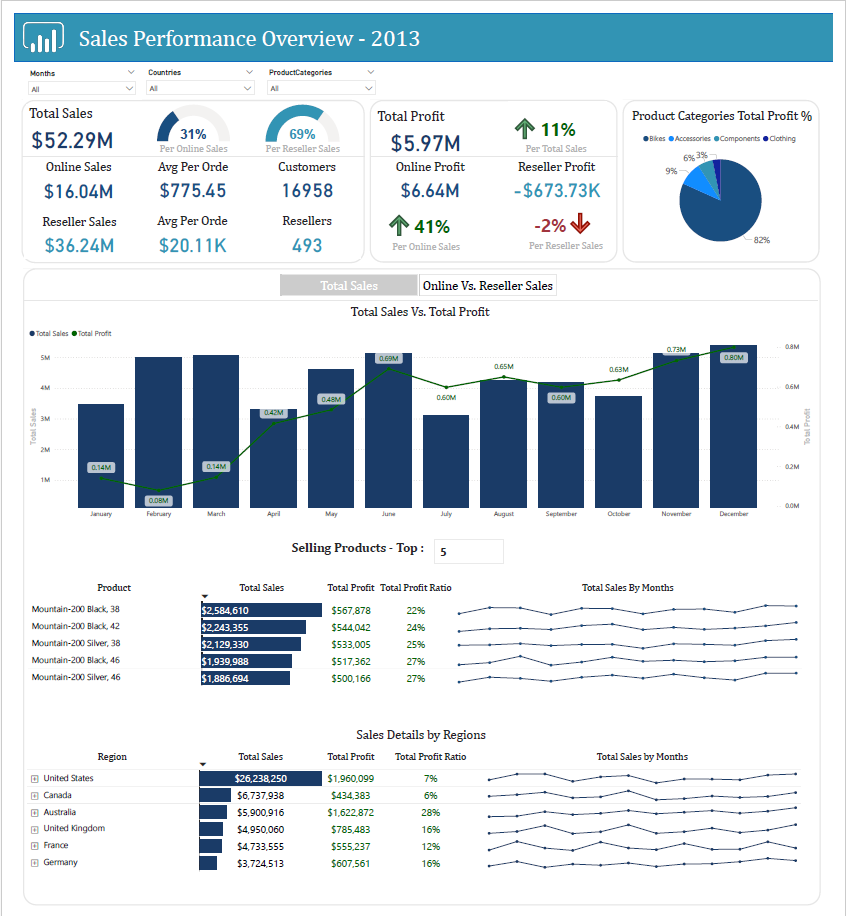 Sales Performance Overview - 2013
Months Countries ProductCategories
All All All
Total Sales
$52.29M
31%
Per Online Sales
69%
Per Reseller Sales
Online Sales Avg Per Orde Customers
$16.04M $775.45 16958
Reseller Sales Avg Per Orde Resellers
$36.24M $20.11K 493
Total Profit
$5.97M
11%
Per Total Sales
Online Profit Reseller Profit
$6.64M -$673.73K
41% -2%
Per Online Sales Per Reseller Sales
Product Categories Total Profit %
Bikes Accessories Components Clothing
6% 3%
9%
82%
Total Sales Online Vs. Reseller Sales
Total Sales Vs. Total Profit
Total Sales Total Profit
5M
4M
3M
2M
1M
Total Sales
0.14M 0.08M 0.14M 0.42M 0.48M 0.69M 0.60M 0.65M 0.60M 0.63M 0.73M 0.80M
0.8M
0.6M
0.4M
0.2M
0.0M
Total Profit
January February March April May June July August September October November December
Selling Products - Top : 5
Product Total Sales Total Profit Total Profit Ratio Total Sales By Months
Mountain-200 Black, 38 $2,584,610 $567,878 22%
Mountain-200 Black, 42 $2,243,355 $544,042 24%
Mountain-200 Silver, 38 $2,129,330 $533,005 25%
Mountain-200 Black, 46 $1,939,988 $517,362 27%
Mountain-200 Silver, 46 $1,886,694 $500,166 27%
Sales Details by Regions
Region Total Sales Total Profit Total Profit Ratio Total Sales by Months
United States $26,238,250 $1,960,099 7%
Canada $6,737,938 $434,383 6%
Australia $5,900,916 $1,622,872 28%
United Kingdom $4,950,060 $785,483 16%
France $4,733,555 $555,237 12%
Germany $3,724,513 $607,561 16%